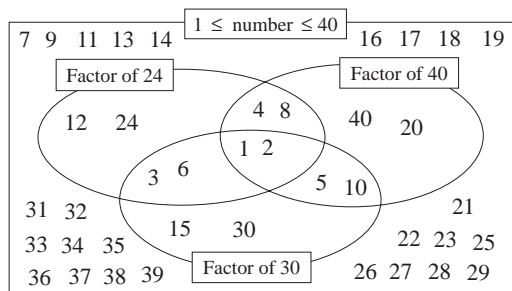 1 ≤ number ≤ 40
7 9 11 13 14 16 17 18 19
Factor of 24 Factor of 40
4 8
12 24 40 20
1 2
3 6 5 10
31 32 21
15 30
33 34 35 22 23 25
Factor of 30
36 37 38 39 26 27 28 29